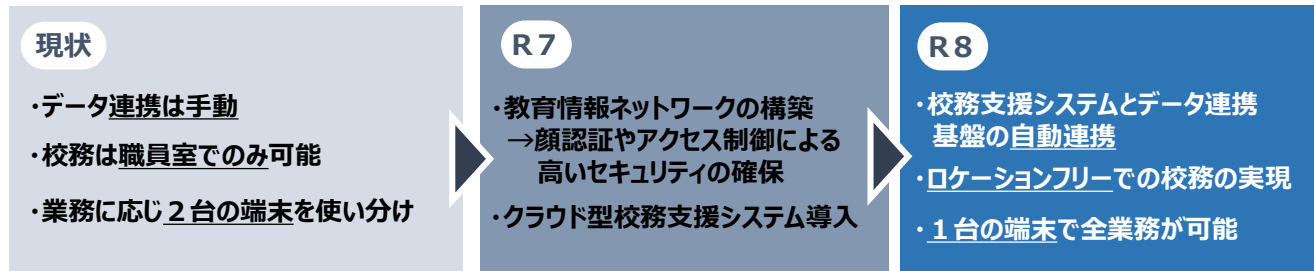 現状
・データ連携は手動
・校務は職員室でのみ可能
・業務に応じ２台の端末を使い分け
Ｒ７
・教育情報ネットワークの構築
→顔認証やアクセス制御による
高いセキュリティの確保
・クラウド型校務支援システム導入
Ｒ８
・校務支援システムとデータ連携
基盤の自動連携
・ロケーションフリーでの校務の実現
・１台の端末で全業務が可能